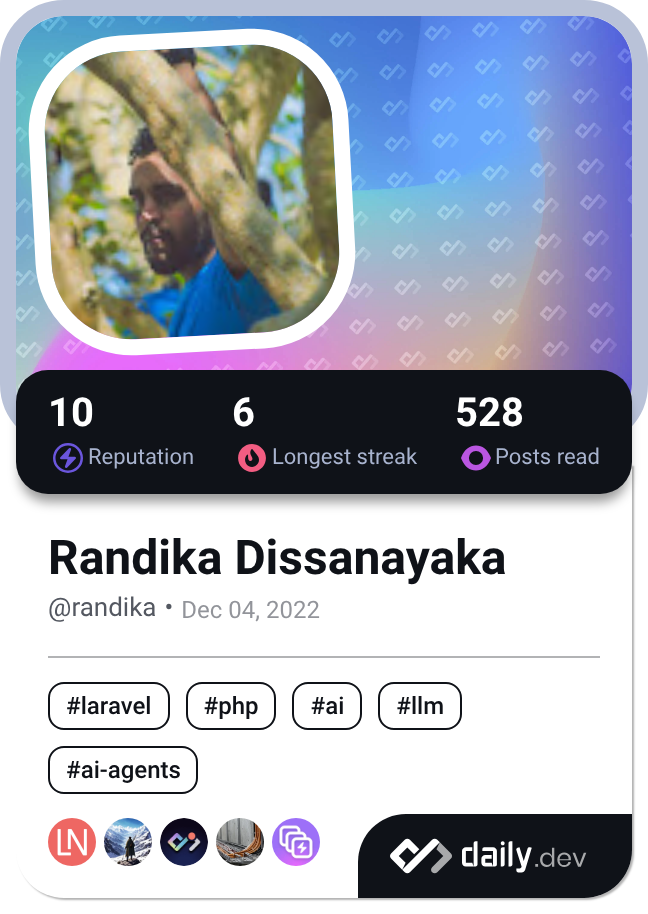 10 6 528
Reputation Longest streak Posts read
Randika Dissanayaka
@randika • Dec 04, 2022
#laravel #php #ai #llm
#ai-agents
LN
daily.dev